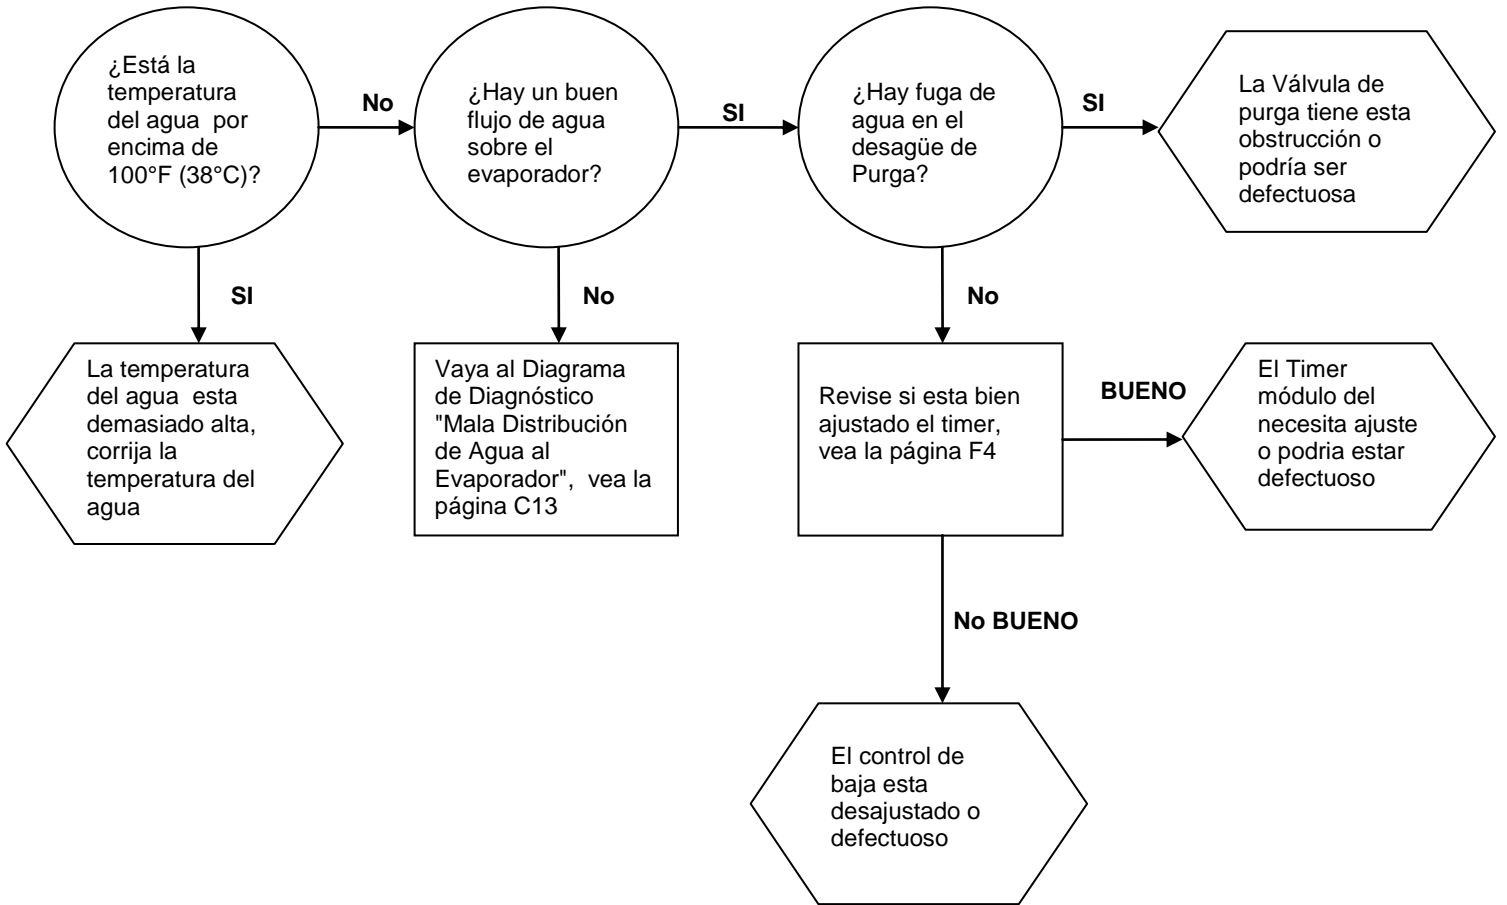 ¿Está la
temperatura
del agua por
encima de
100°F (38°C)?
No
¿Hay un buen
flujo de agua
sobre el
evaporador?
SI
¿Hay fuga de
agua en el
desagüe de
Purga?
SI
La Válvula de
purga tiene esta
obstrucción o
podría ser
defectuosa
SI
No
No
La temperatura
del agua esta
demasiado alta,
corrija la
temperatura del
agua
Vaya al Diagrama
de Diagnóstico
"Mala Distribución
de Agua al
Evaporador", vea la
página C13
Revise si esta bien
ajustado el timer,
vea la página F4
BUENO
El Timer
módulo del
necesita ajuste
o podria estar
defectuoso
No BUENO
El control de
baja esta
desajustado o
defectuoso